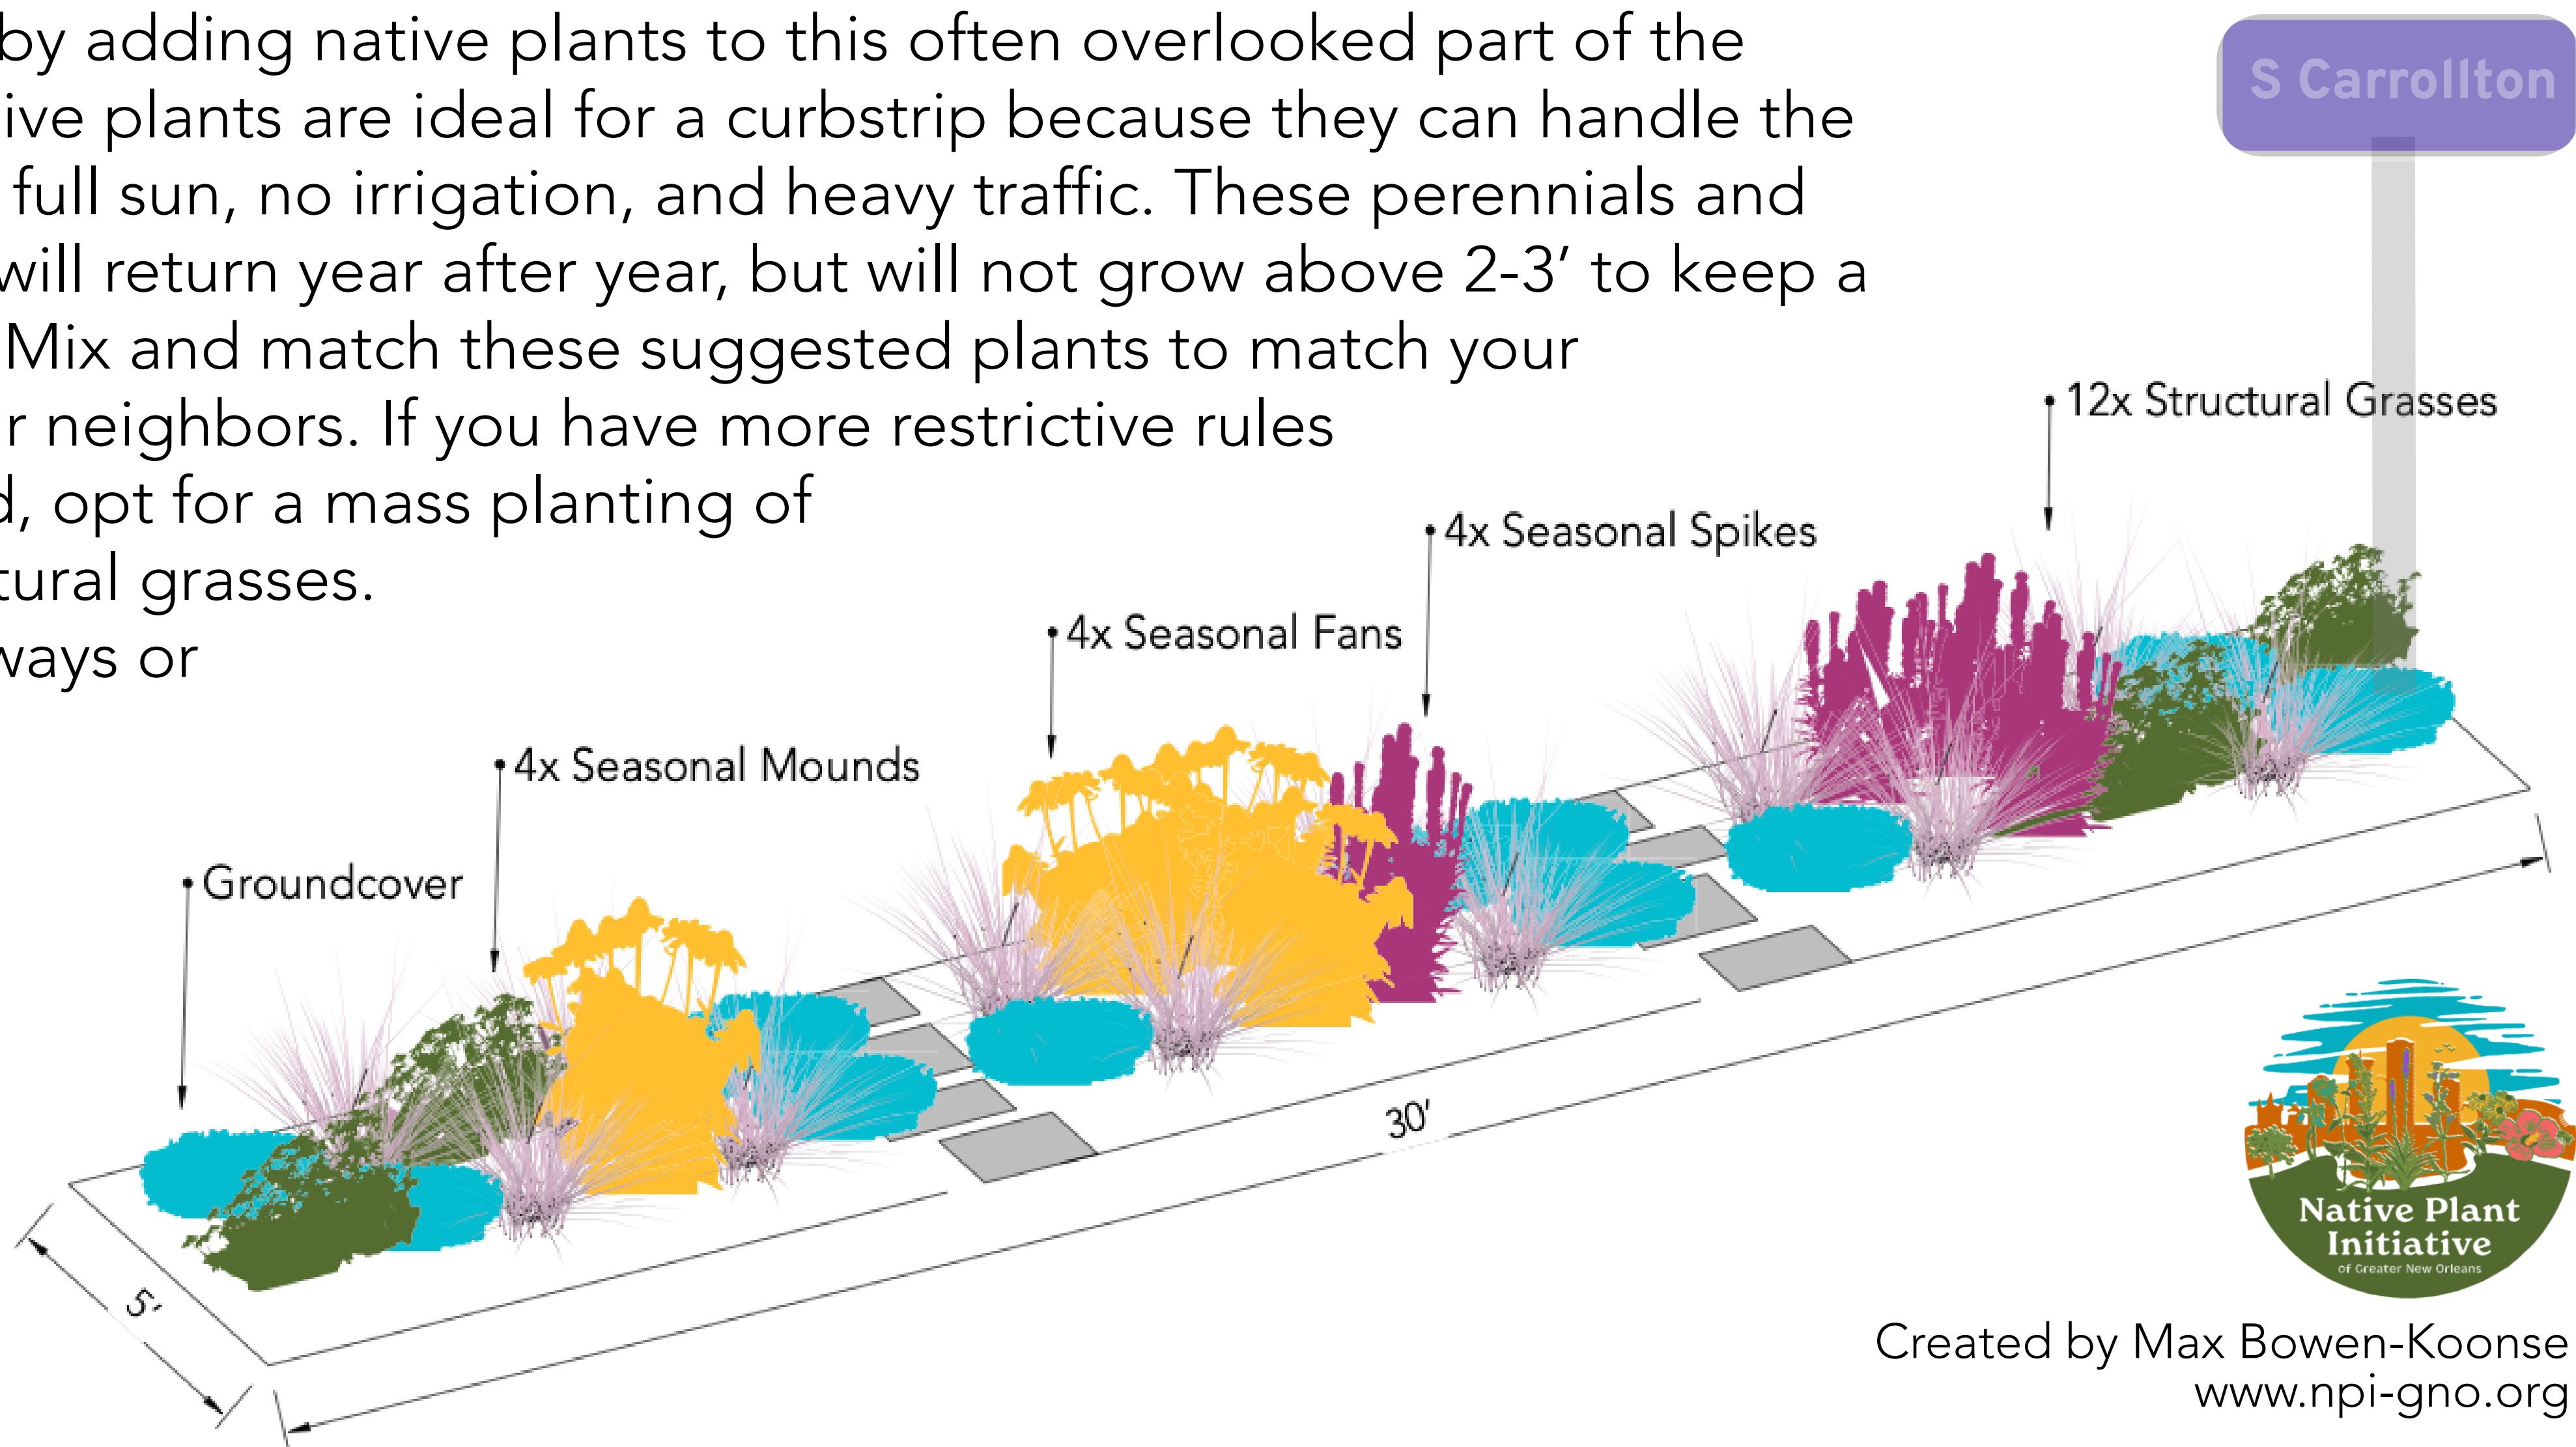 by adding native plants to this often overlooked part of the
ive plants are ideal for a curbstrip because they can handle the
full sun, no irrigation, and heavy traffic. These perennials and
will return year after year, but will not grow above 2-3’ to keep a
Mix and match these suggested plants to match your
r neighbors. If you have more restrictive rules
d, opt for a mass planting of
tural grasses.
ways or
S Carrollton
12x Structural Grasses
4x Seasonal Spikes
4x Seasonal Fans
4x Seasonal Mounds
Groundcover
30'
5'
Native Plant
Initiative
of Greater New Orleans
Created by Max Bowen-Koonse
www.npi-gno.org